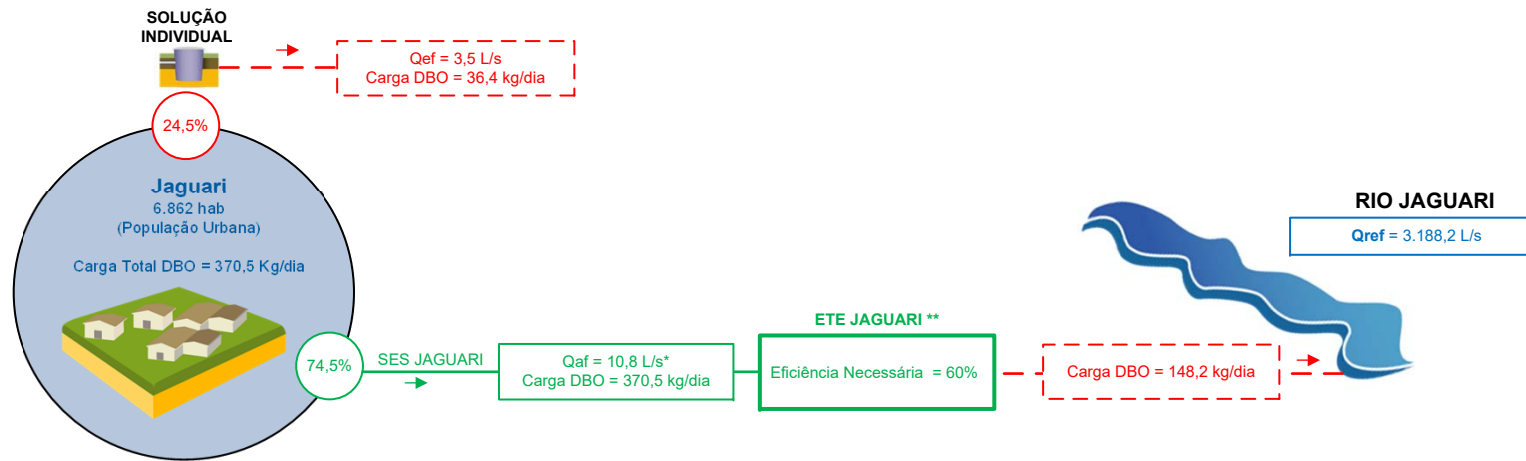 SOLUÇÃO
INDIVIDUAL
Qef = 3,5 L/s
Carga DBO = 36,4 kg/dia
24,5%
Jaguari
6.862 hab
(População Urbana)
Carga Total DBO = 370,5 Kg/dia
74,5%
SES JAGUARI
Qaf = 10,8 L/s*
Carga DBO = 370,5 kg/dia
ETE JAGUARI **
Eficiência Necessária = 60%
Carga DBO = 148,2 kg/dia
RIO JAGUARI
Qref = 3.188,2 L/s